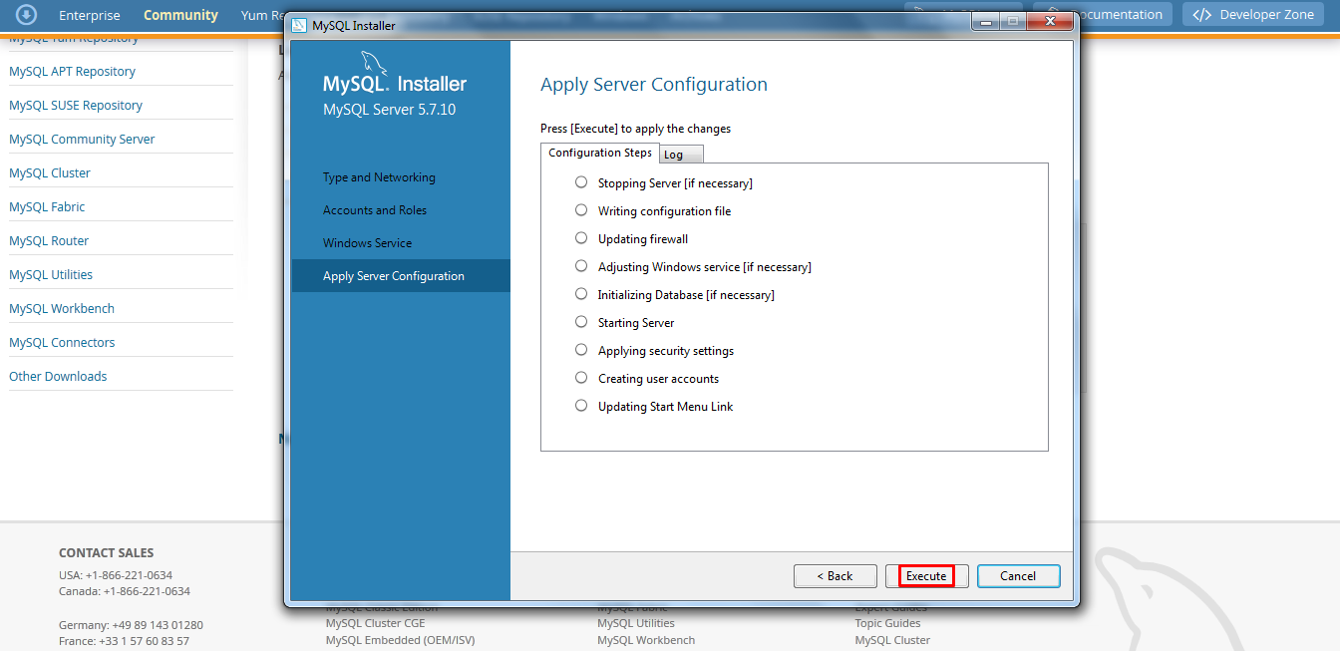 Enterprise
Community
Yum Re
MySQL Installer
ocumentation
</> Developer Zone
MySQL Yum Repository
MySQL APT Repository
MySQL SUSE Repository
MySQL Community Server
MySQL Cluster
MySQL Fabric
MySQL Router
MySQL Utilities
MySQL Workbench
MySQL Connectors
Other Downloads
MySQL. Installer
MySQL Server 5.7.10
Type and Networking
Accounts and Roles
Windows Service
Apply Server Configuration
Apply Server Configuration
Press [Execute] to apply the changes
Configuration Steps
Log
Stopping Server [if necessary]
Writing configuration file
Updating firewall
Adjusting Windows service [if necessary]
Initializing Database [if necessary]
Starting Server
Applying security settings
Creating user accounts
Updating Start Menu Link
< Back
Execute
Cancel
CONTACT SALES
USA: +1-866-221-0634
Canada: +1-866-221-0634
Germany: +49 89 143 01280
France: +33 1 57 60 83 57
MySQL Classic Edition
MySQL Cluster CGE
MySQL Embedded (OEM/ISV)
MySQL Fabric
MySQL Utilities
MySQL Workbench
Expert Guides
Topic Guides
MySQL Cluster